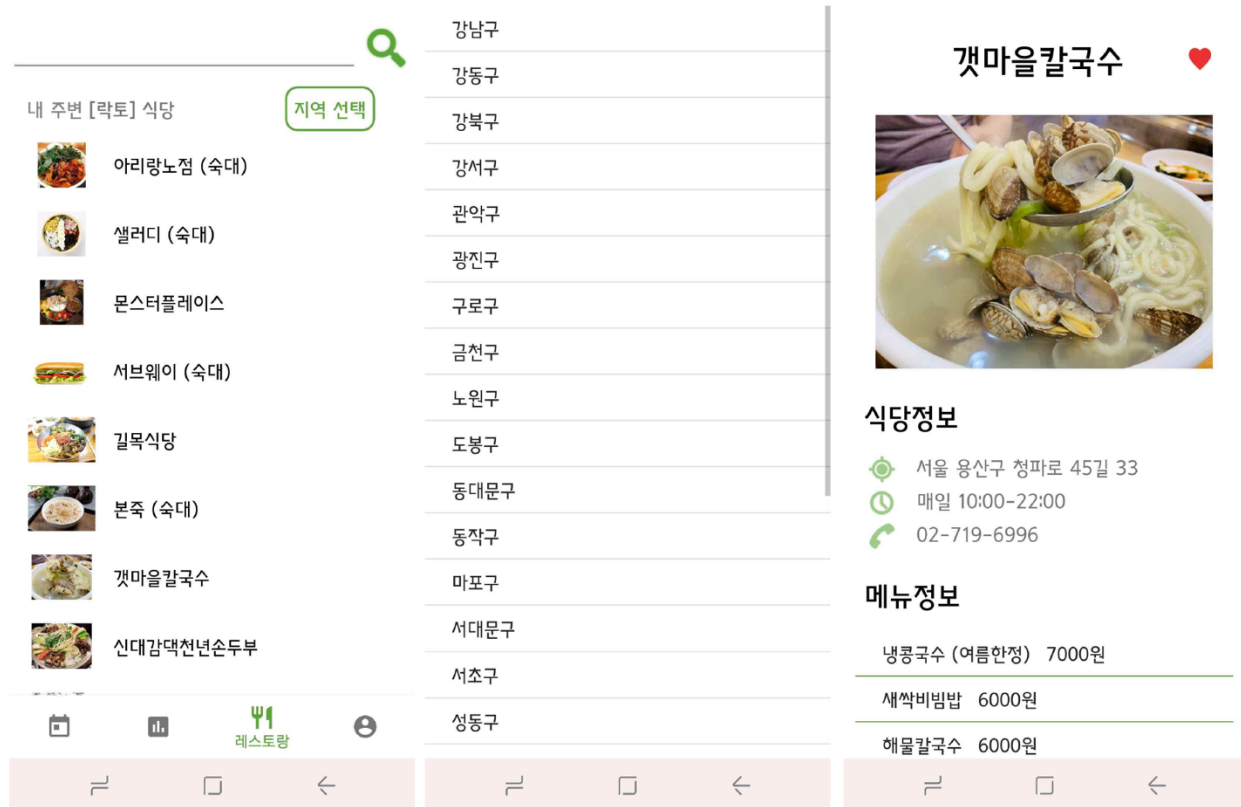 내 주변 [락토] 식당
지역 선택
아리랑노점 (숙대)
샐러디 (숙대)
몬스터플레이스
서브웨이 (숙대)
길목식당
본죽 (숙대)
갯마을칼국수
신대감댁천년손두부
레스토랑
강남구
강동구
강북구
강서구
관악구
광진구
구로구
금천구
노원구
도봉구
동대문구
동작구
마포구
서대문구
서초구
성동구
갯마을칼국수
식당정보
서울 용산구 청파로 45길 33
매일 10:00-22:00
02-719-6996
메뉴정보
냉콩국수 (여름한정) 7000원
새싹비빔밥 6000원
해물칼국수 6000원